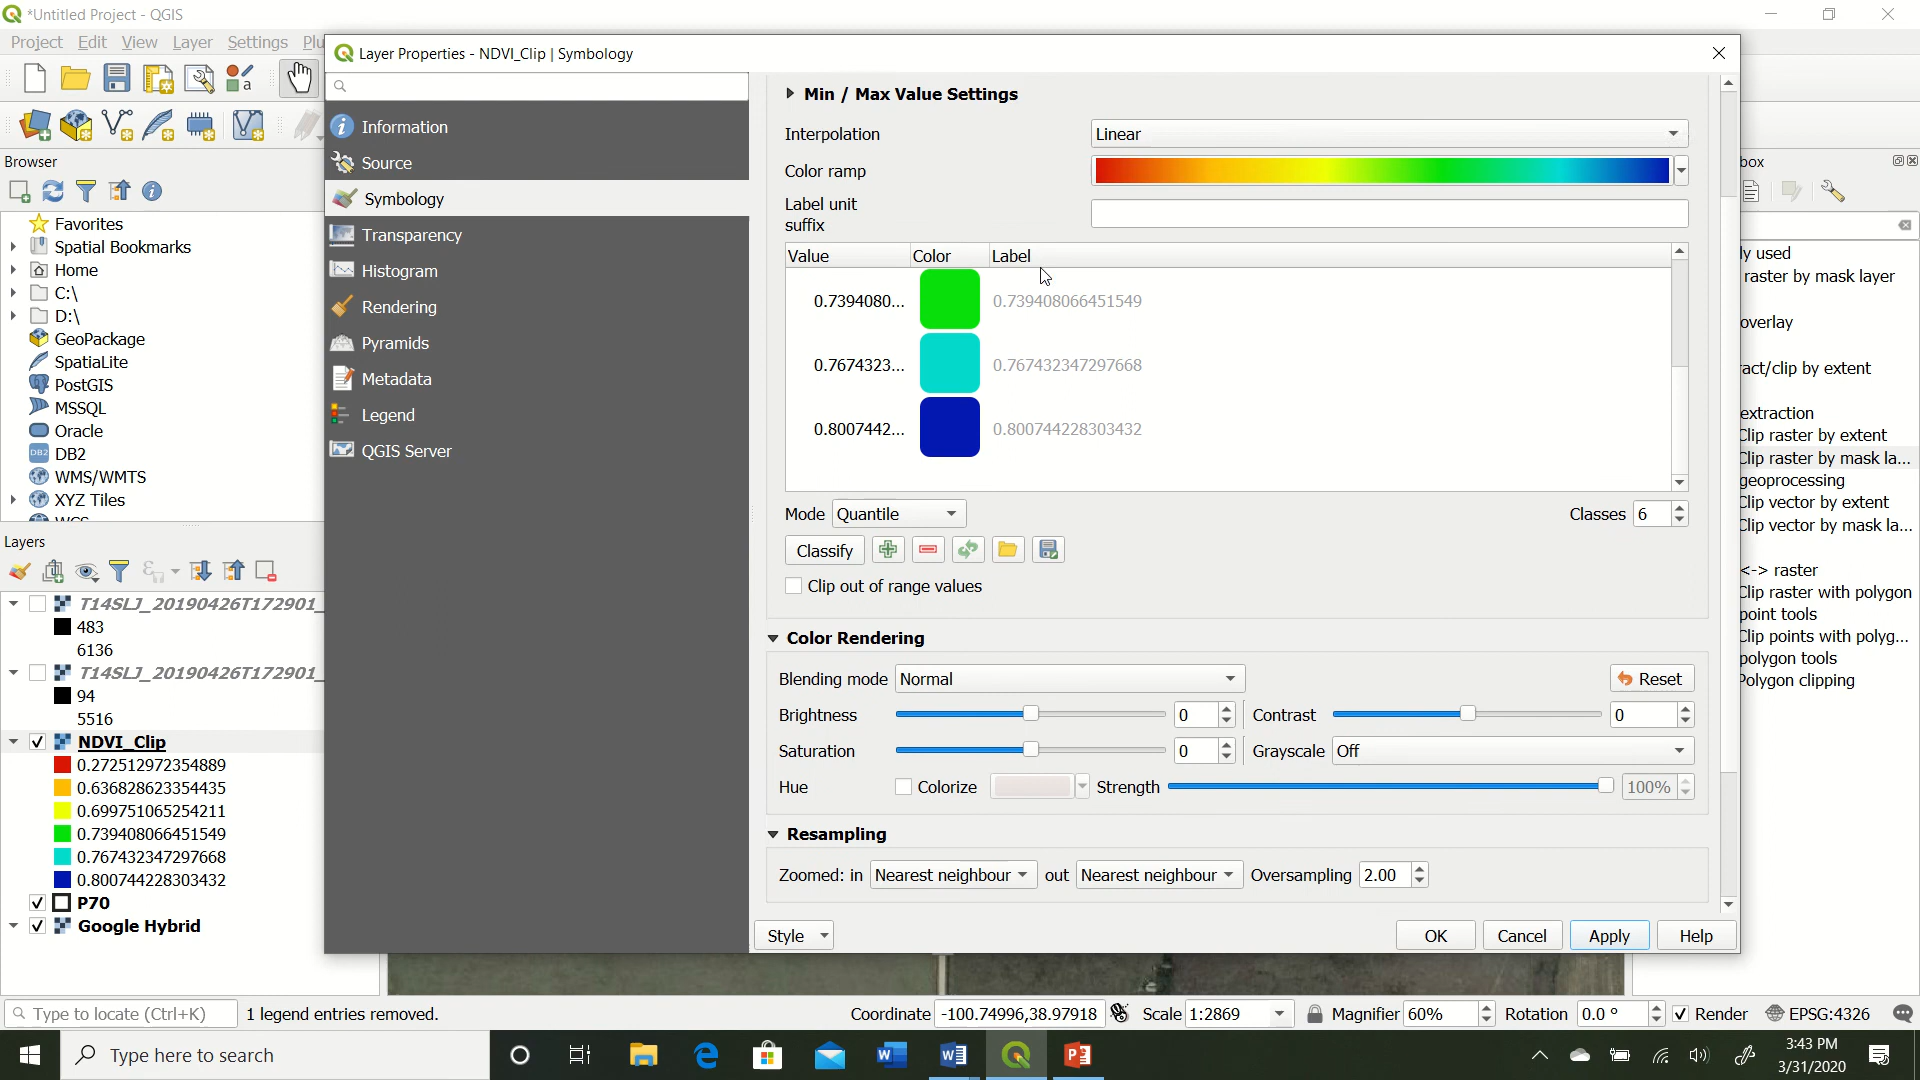 *Untitled Project - QGIS
Project Edit View Layer Settings Plu
Layer Properties - NDVI_Clip | Symbology
Browser
Favorites
Spatial Bookmarks
Home
C:\
D:\
GeoPackage
SpatiaLite
PostGIS
MSSQL
Oracle
DB2
WMS/WMTS
XYZ Tiles
WCS
Layers
T14SLJ_20190426T172901_
483
6136
T14SLJ_20190426T172901_
94
5516
NDVI_Clip
0.272512972354889
0.636828623354435
0.699751065254211
0.739408066451549
0.767432347297668
0.800744228303432
P70
Google Hybrid
Information
Source
Symbology
Transparency
Histogram
Rendering
Pyramids
Metadata
Legend
QGIS Server
Min / Max Value Settings
Interpolation Linear
Color ramp
Label unit
suffix
Value Color Label
0.7394080... 0.739408066451549
0.7674323... 0.767432347297668
0.8007442... 0.800744228303432
Mode Quantile Classes 6
Classify
Clip out of range values
Color Rendering
Blending mode Normal Reset
Brightness 0 Contrast 0
Saturation 0 Grayscale Off
Hue Colorize Strength 100%
Resampling
Zoomed: in Nearest neighbour out Nearest neighbour Oversampling 2.00
Style OK Cancel Apply Help
box
ly used
raster by mask layer
overlay
ract/clip by extent
extraction
Clip raster by extent
Clip raster by mask la...
geoprocessing
Clip vector by extent
Clip vector by mask la...
<-> raster
Clip raster with polygon
point tools
Clip points with polyg...
polygon tools
Polygon clipping
Type to locate (Ctrl+K) 1 legend entries removed. Coordinate -100.74996,38.97918 Scale 1:2869 Magnifier 60% Rotation 0.0 ° Render EPSG:4326
Type here to search
3:43 PM
3/31/2020